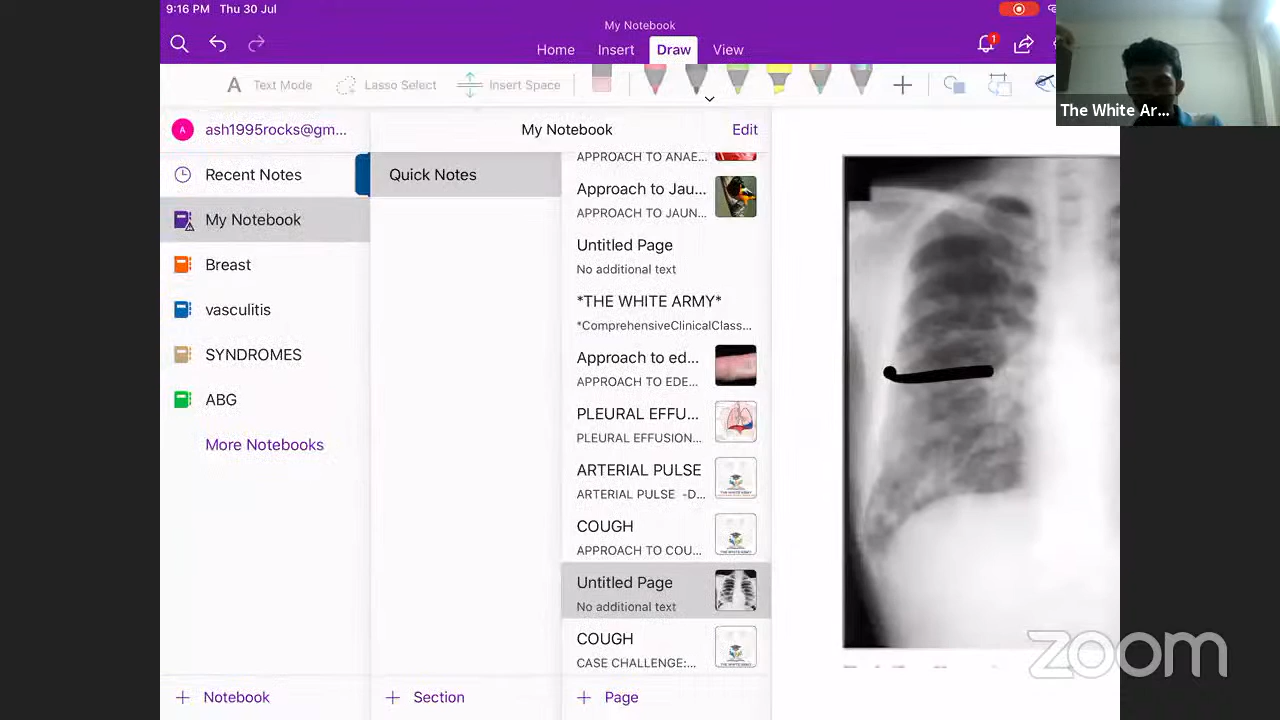 9:16 PM Thu 30 Jul
My Notebook
Home Insert Draw View
1
A Text Mode Lasso Select Insert Space
The White Ar...
A ash1995rocks@gm...
Recent Notes
My Notebook
Breast
vasculitis
SYNDROMES
ABG
More Notebooks
+ Notebook
Quick Notes
+ Section
My Notebook Edit
APPROACH TO ANAE...
Approach to Jau...
APPROACH TO JAUN...
Untitled Page
No additional text
*THE WHITE ARMY*
*ComprehensiveClinicalClass...
Approach to ed...
APPROACH TO EDE...
PLEURAL EFFU...
PLEURAL EFFUSION...
ARTERIAL PULSE
ARTERIAL PULSE -D...
COUGH
APPROACH TO COU...
Untitled Page
No additional text
COUGH
CASE CHALLENGE:...
+ Page
zoom